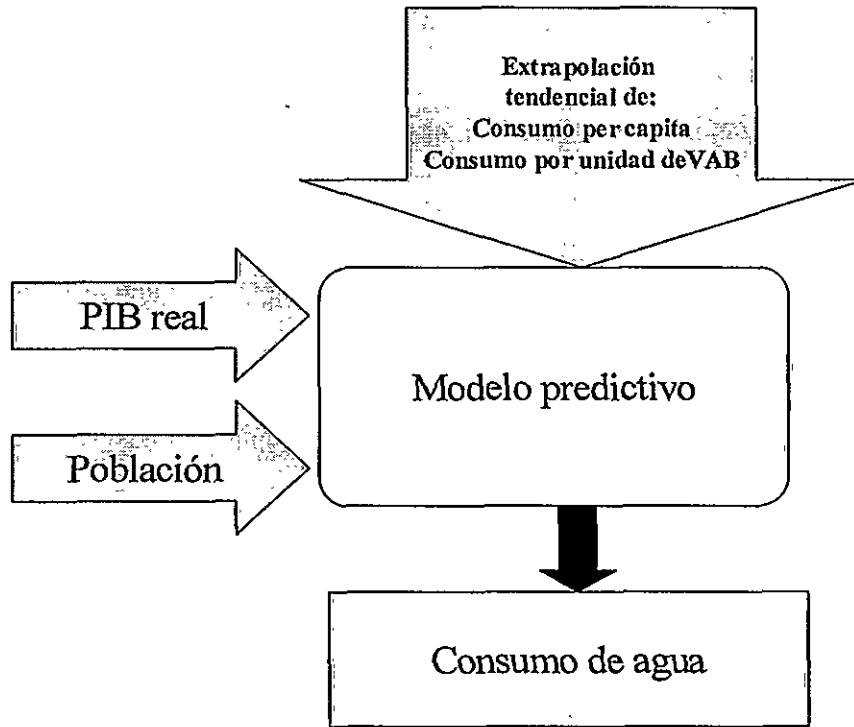 Extrapolación
tendencial de:
Consumo per capita
Consumo por unidad deVAB
PIB real
Modelo predictivo
Población
Consumo de agua